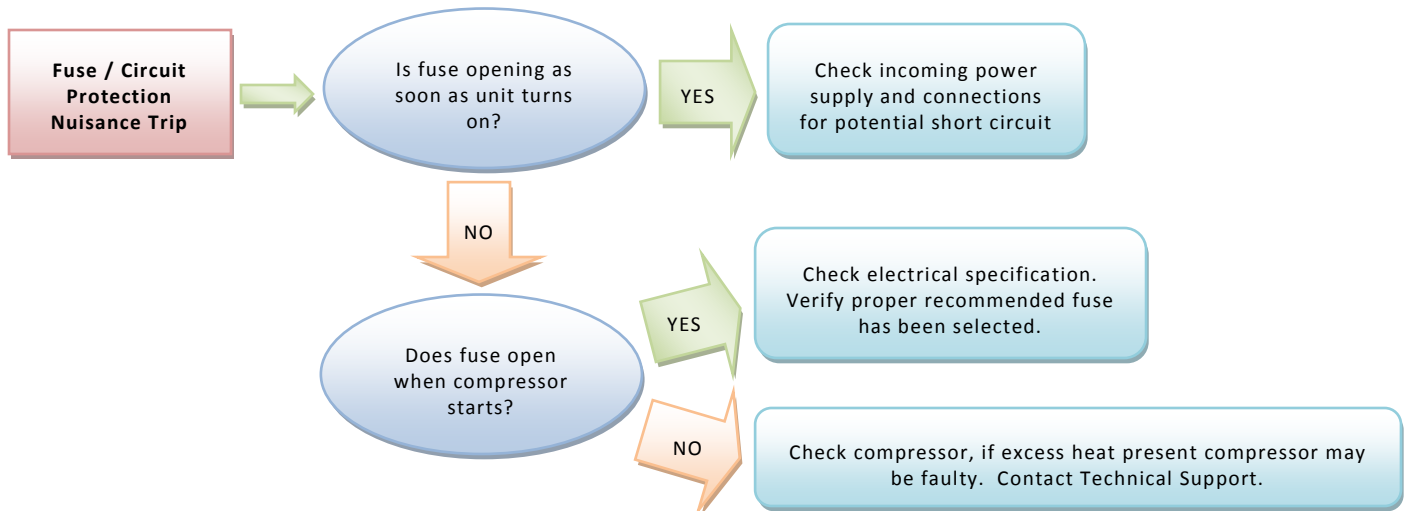 Fuse / Circuit
Protection
Nuisance Trip
Is fuse opening as
soon as unit turns
on?
YES
Check incoming power
supply and connections
for potential short circuit
NO
Does fuse open
when compressor
starts?
YES
Check electrical specification.
Verify proper recommended fuse
has been selected.
NO
Check compressor, if excess heat present compressor may
be faulty.  Contact Technical Support.